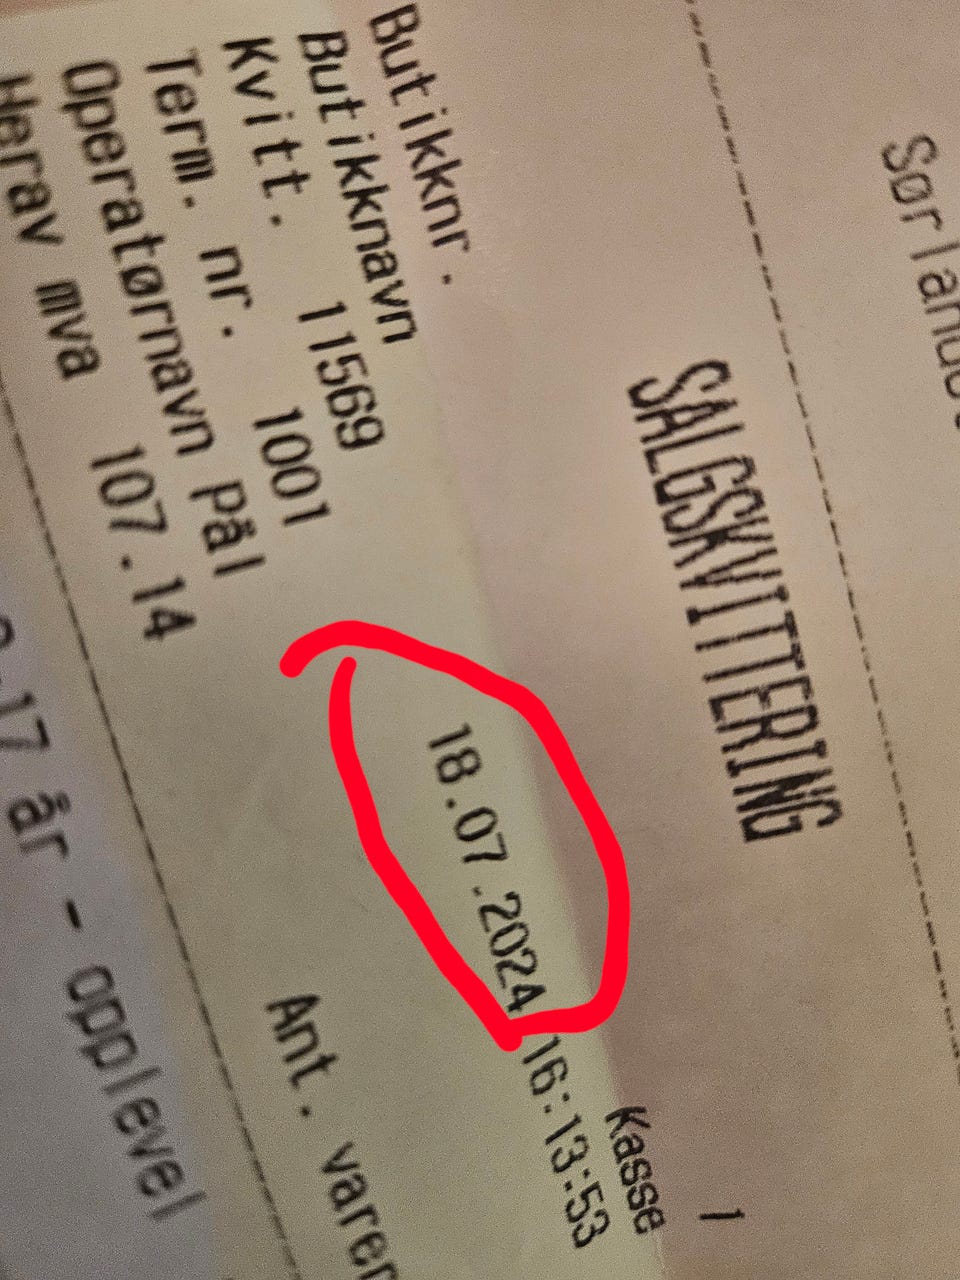 SALGSKVITTERING
Butikknr. Kasse 1
Butikknavn
Kvitt. 11569 18.07.2024 16:13:53
Term. nr. 1001
Operatørnavn Pål
Herav mva 107.14 Ant. varer
17 år - opplevel